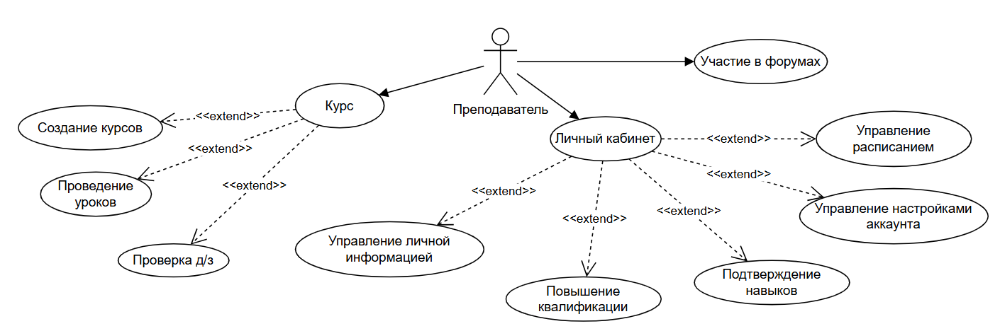 Участие в форумах
Преподаватель
Курс
<<extend>>
Создание курсов
<<extend>>
Проведение
уроков
<<extend>>
Проверка д/з
Личный кабинет
<<extend>>
Управление
расписанием
<<extend>>
Управление настройками
аккаунта
<<extend>>
Управление личной
информацией
<<extend>>
Повышение
квалификации
<<extend>>
Подтверждение
навыков